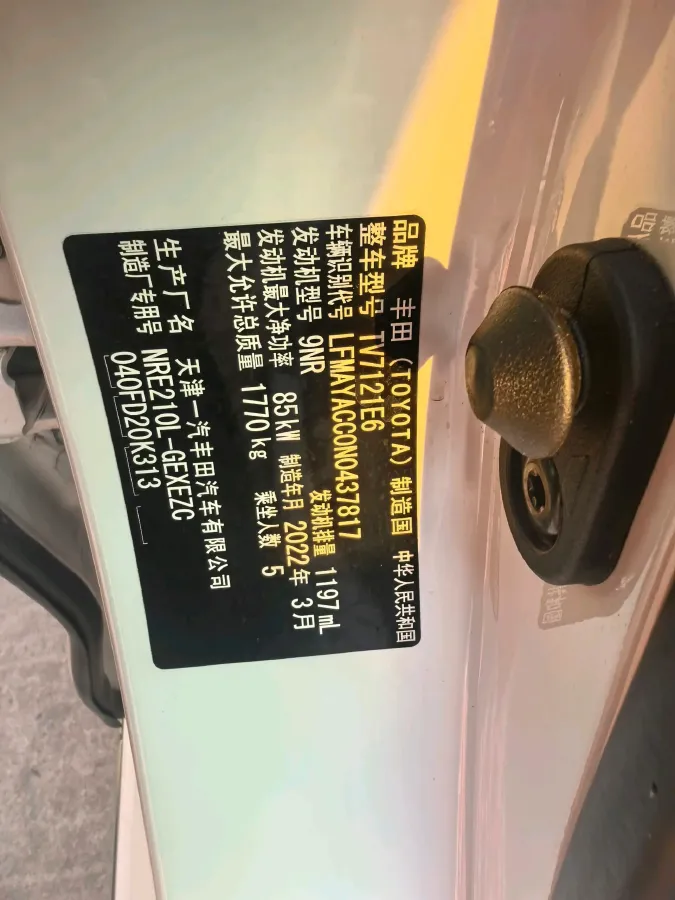 品牌 丰田(TOYOTA) 制造国 中华人民共和国
整车型号 TV7121E6
车辆识别代号 LFMAYACC0N0437817
发动机型号 9NR 发动机排量 1197 mL
发动机最大净功率 85kW 制造年月 2022年 3月
最大允许总质量 1770 kg 乘坐人数 5
生产厂名 天津一汽丰田汽车有限公司
制造厂专用号 NRE210L-GEXEZC
040FD20K313